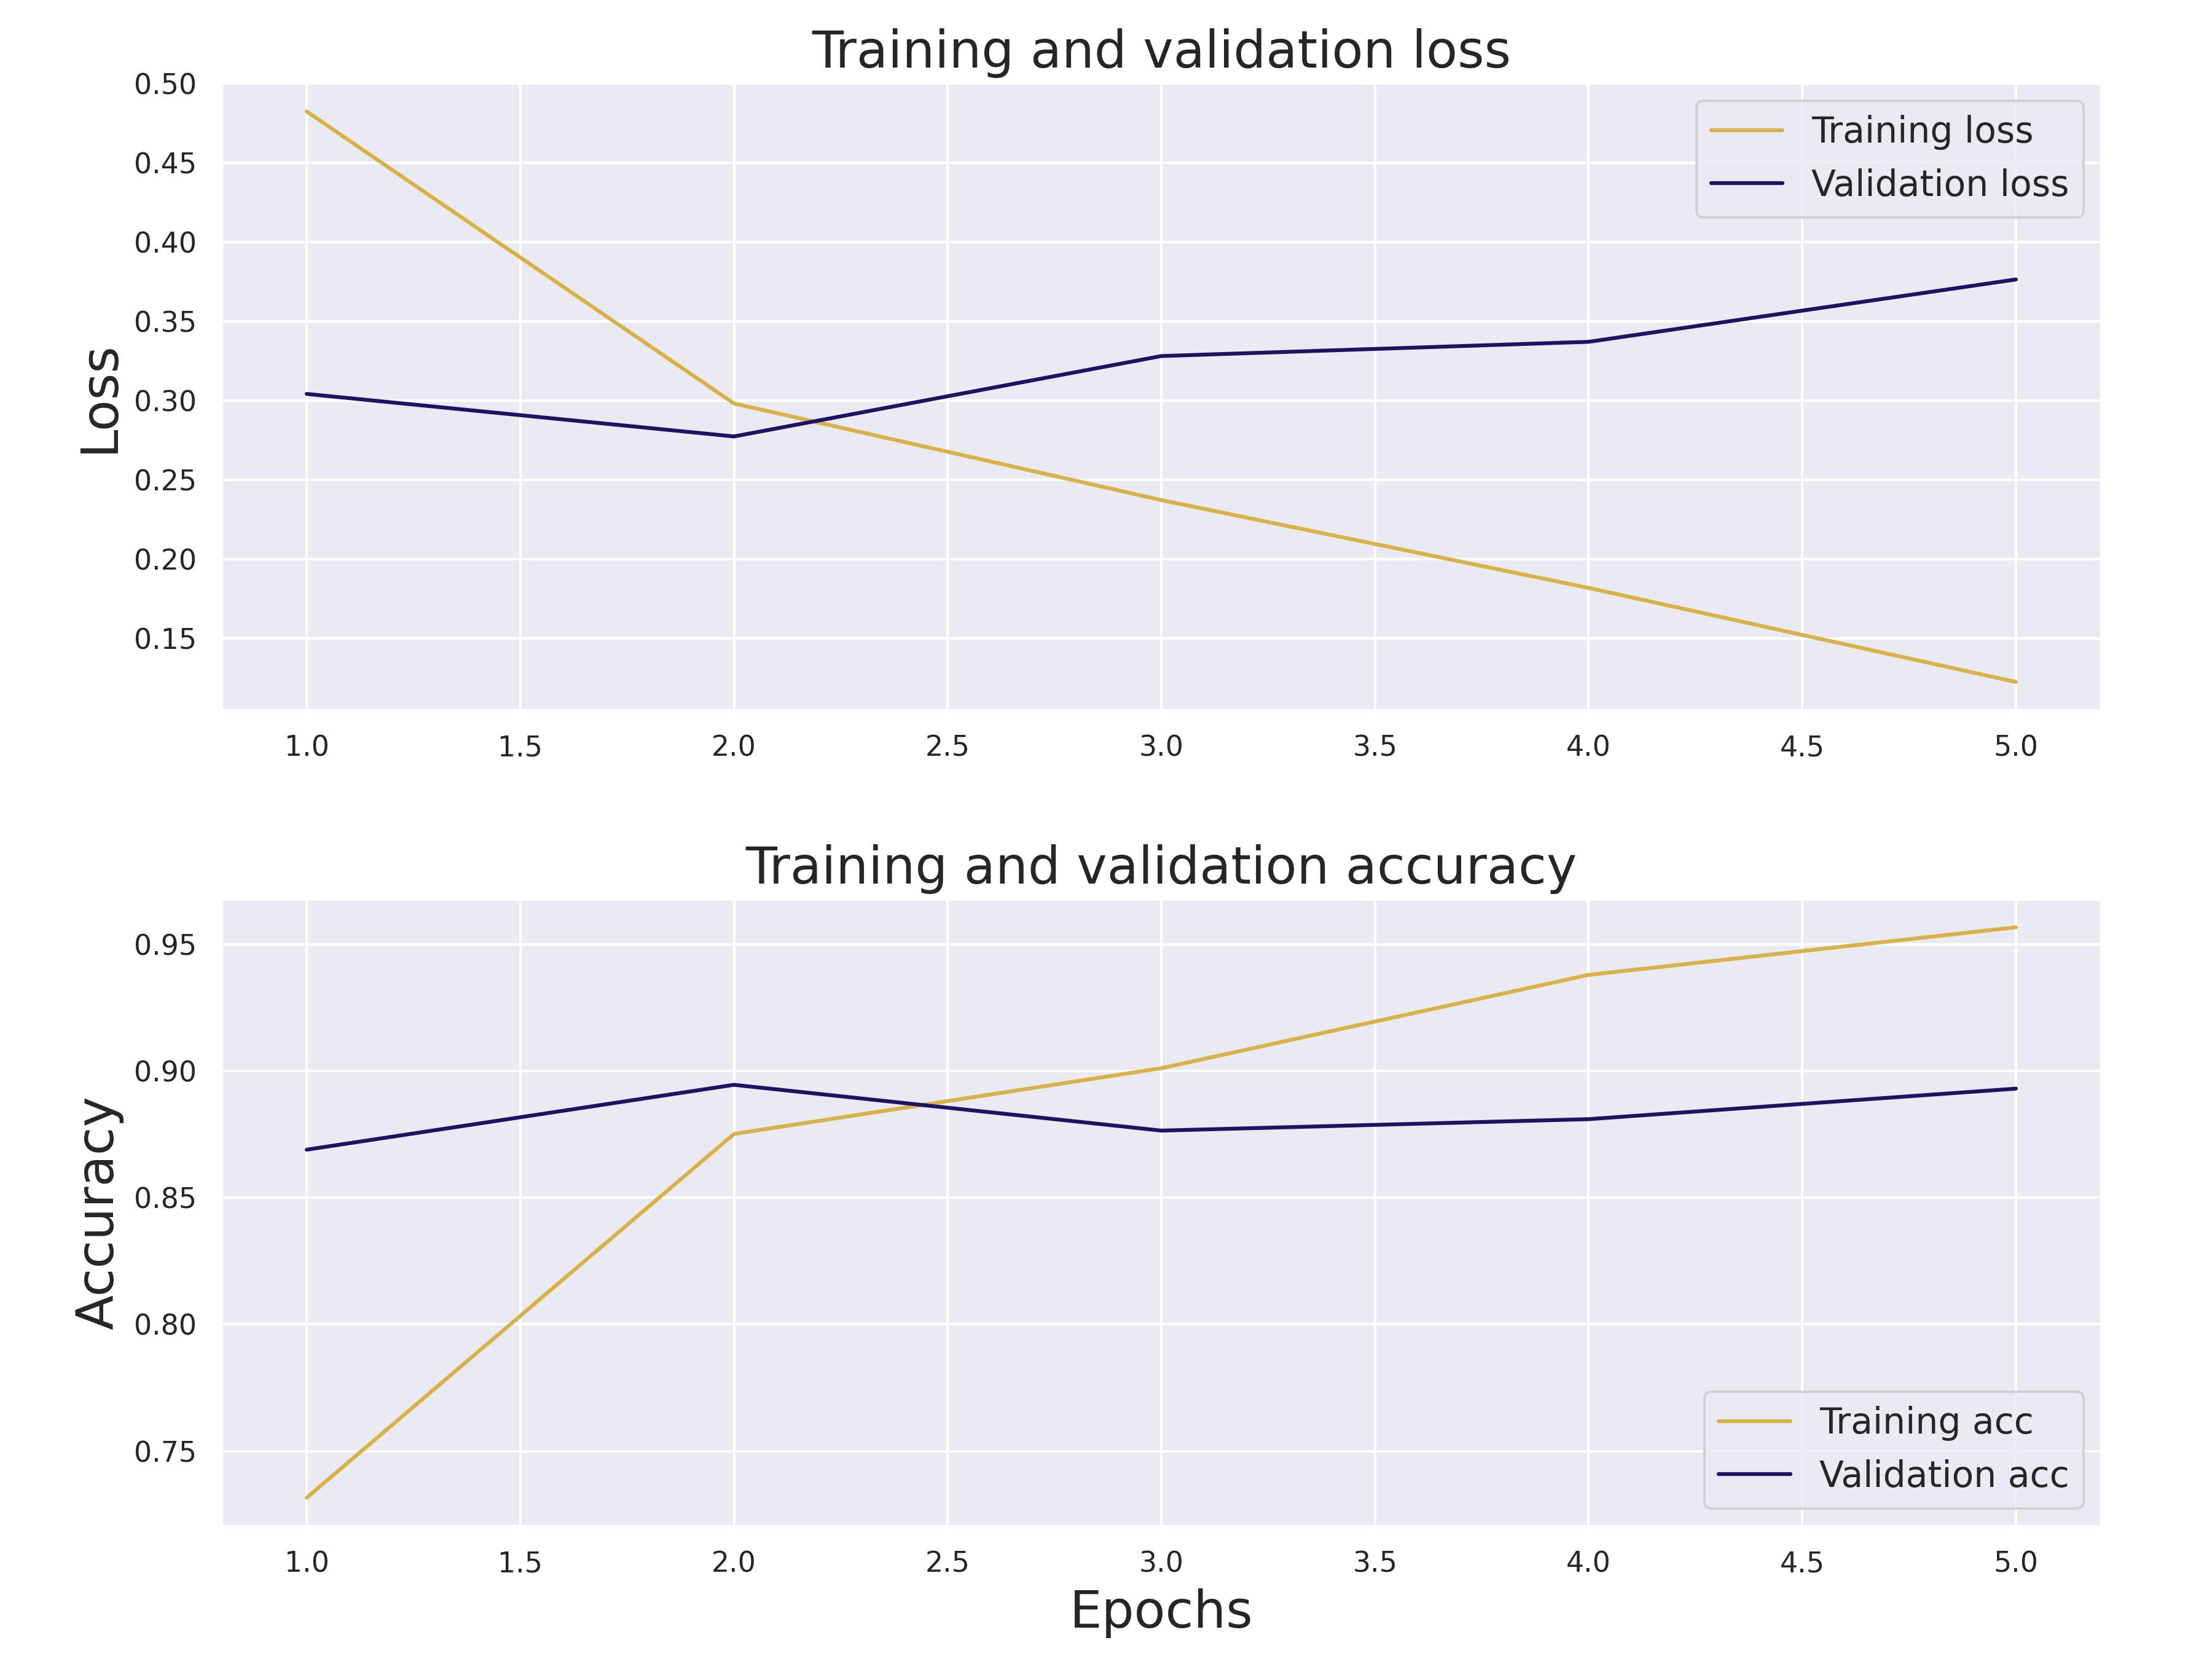 Training and validation loss
0.50
0.45
0.40
0.35
0.30
0.25
0.20
0.15
Loss
Training loss
Validation loss
1.0 1.5 2.0 2.5 3.0 3.5 4.0 4.5 5.0
Training and validation accuracy
0.95
0.90
0.85
0.80
0.75
Accuracy
Training acc
Validation acc
1.0 1.5 2.0 2.5 3.0 3.5 4.0 4.5 5.0
Epochs